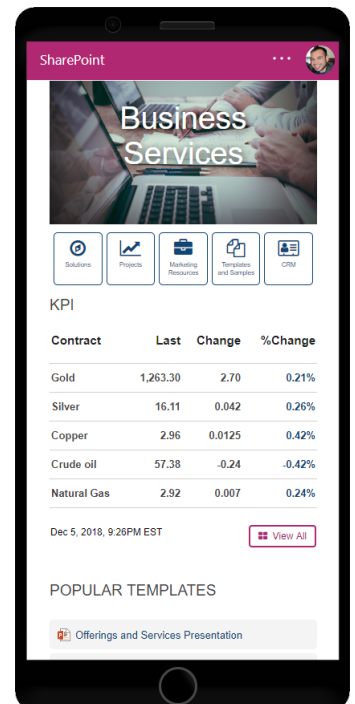 SharePoint
Business
Services
Solutions
Projects
Marketing
Resources
Templates
and Samples
CRM
KPI
Contract Last Change %Change
Gold 1,263.30 2.70 0.21%
Silver 16.11 0.042 0.26%
Copper 2.96 0.0125 0.42%
Crude oil 57.38 -0.24 -0.42%
Natural Gas 2.92 0.007 0.24%
Dec 5, 2018, 9:26PM EST
View All
POPULAR TEMPLATES
Offerings and Services Presentation